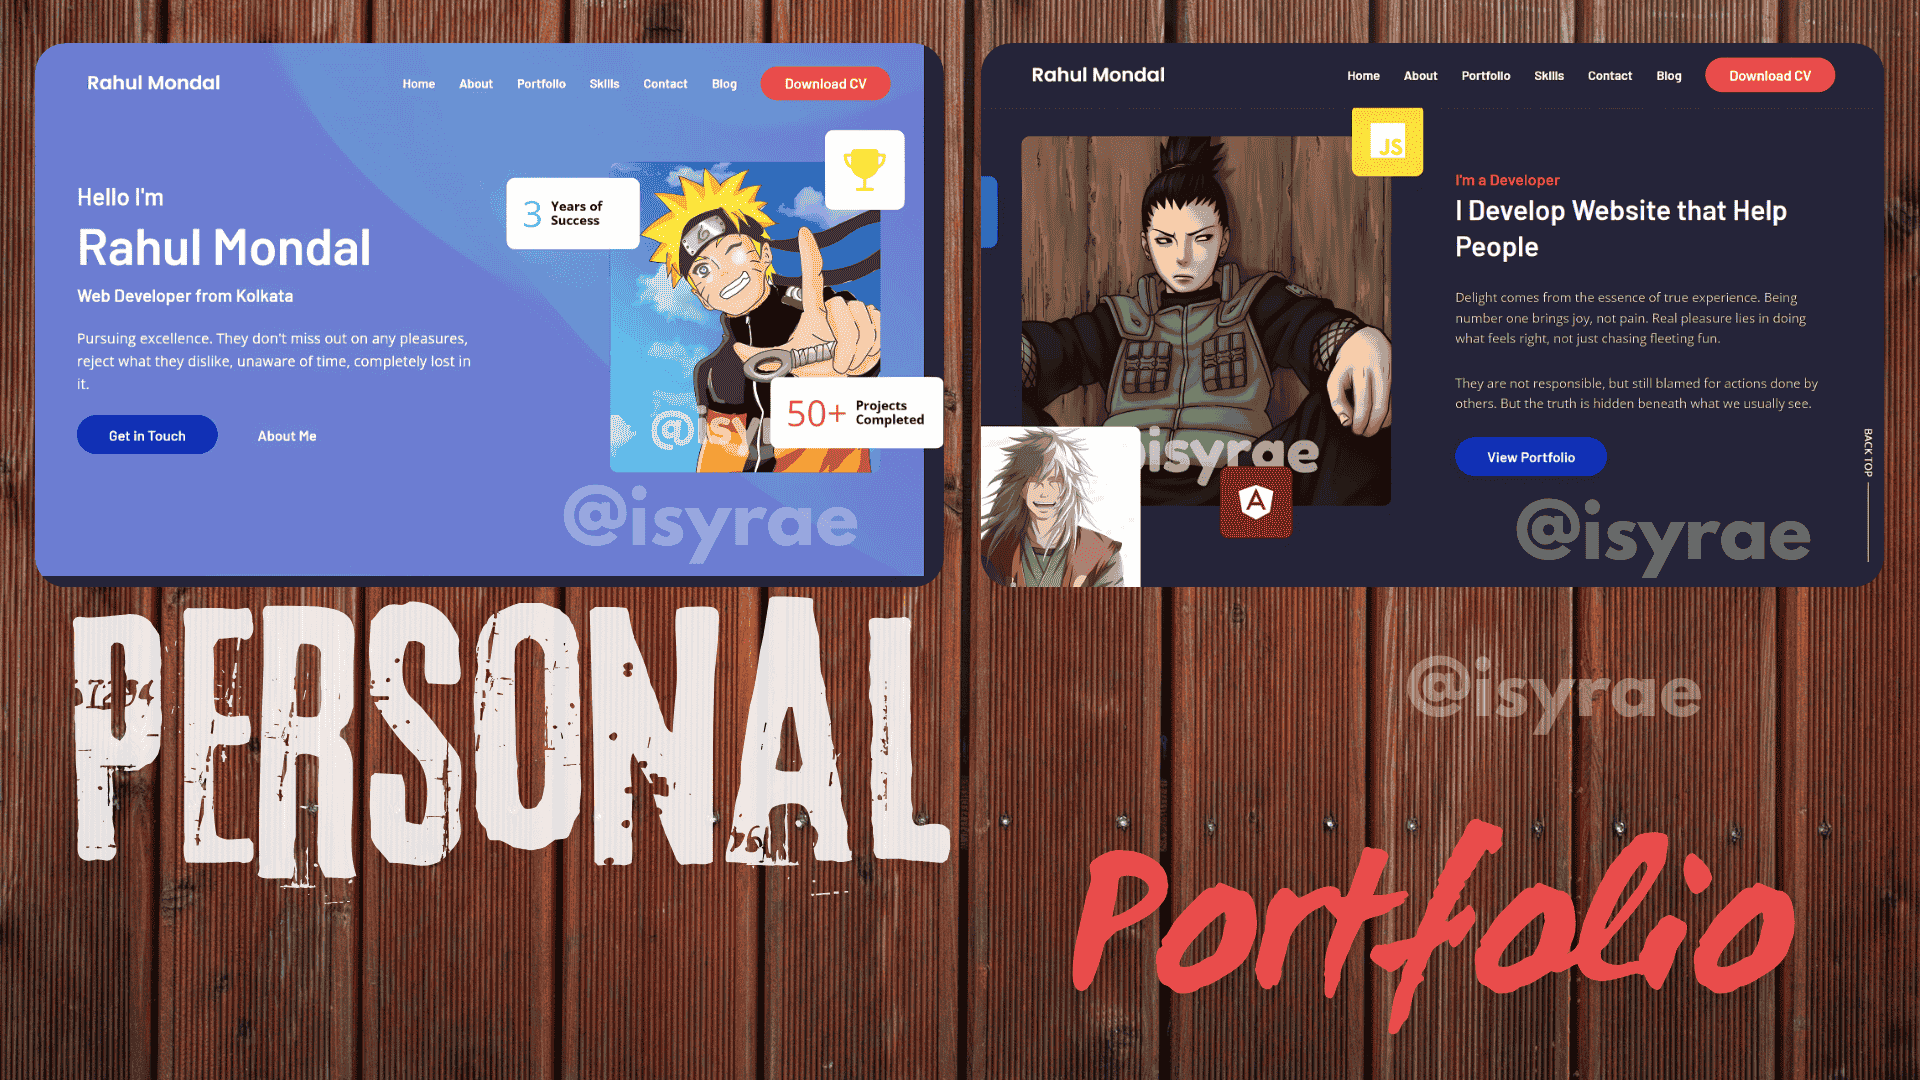 Rahul Mondal
Home About Portfolio Skills Contact Blog Download CV
Hello I'm
Rahul Mondal
Web Developer from Kolkata
Pursuing excellence. They don't miss out on any pleasures,
reject what they dislike, unaware of time, completely lost in
it.
Get in Touch About Me
3 Years of
Success
50+ Projects
Completed
@isy
@isyrae
Rahul Mondal
Home About Portfolio Skills Contact Blog Download CV
JS
I'm a Developer
I Develop Website that Help
People
Delight comes from the essence of true experience. Being
number one brings joy, not pain. Real pleasure lies in doing
what feels right, not just chasing fleeting fun.
They are not responsible, but still blamed for actions done by
others. But the truth is hidden beneath what we usually see.
View Portfolio
BACK TOP
isyrae
A
@isyrae
PERSONAL
@isyrae
Portfolio